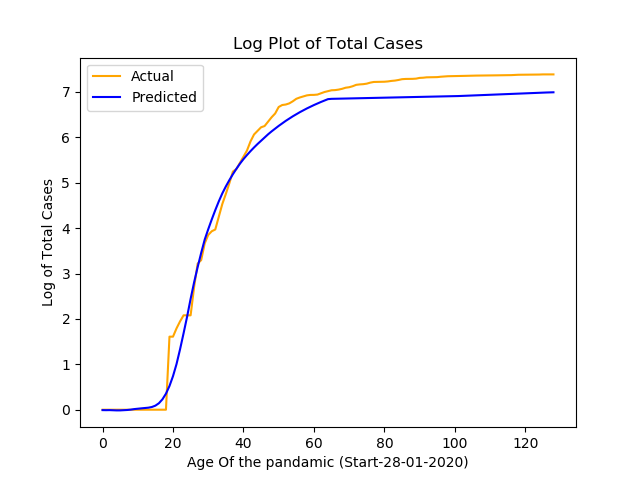 Log Plot of Total Cases
Actual
Predicted
7
6
5
4
3
2
1
0
Log of Total Cases
0 20 40 60 80 100 120
Age Of the pandamic (Start-28-01-2020)